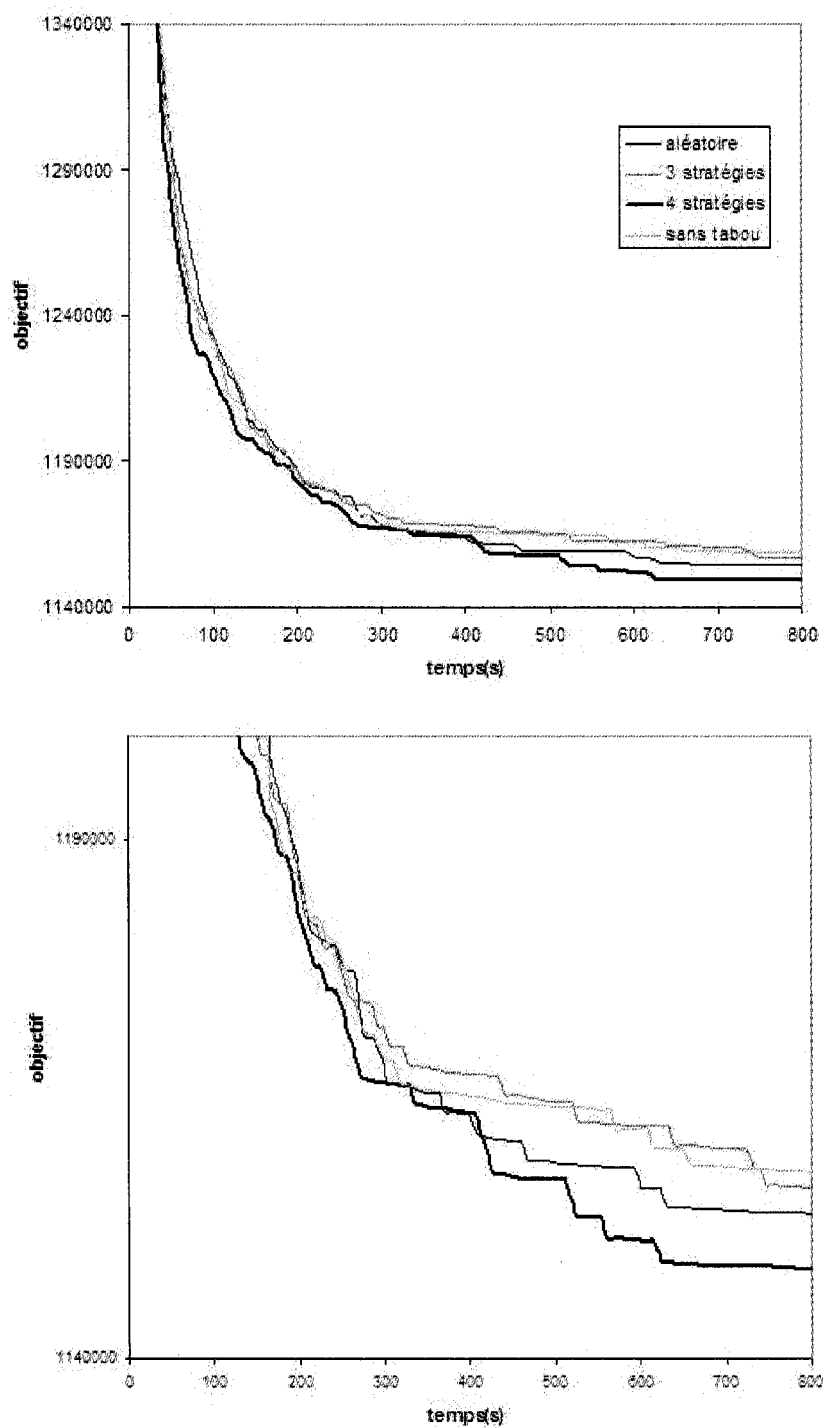 1340000
1290000
1240000
1190000
1140000
objectif
aléatoire
3 stratégies
4 stratégies
sans tabou
0 100 200 300 400 500 600 700 800
temps(s)
1190000
1140000
objectif
0 100 200 300 400 500 600 700 800
temps(s)